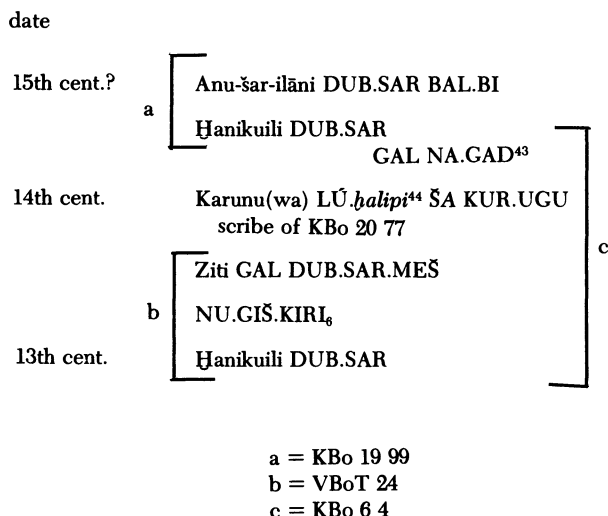 date
15th cent.? Anu-šar-ilāni DUB.SAR BAL.BI
a
Ḫanikuili DUB.SAR
GAL NA.GAD⁴³
14th cent. Karunu(wa) LÚ.ḫalipi⁴⁴ ŠA KUR.UGU
scribe of KBo 20 77
c
Ziti GAL DUB.SAR.MEŠ
b NU.GIŠ.KIRI₆
13th cent. Ḫanikuili DUB.SAR
a = KBo 19 99
b = VBoT 24
c = KBo 6 4